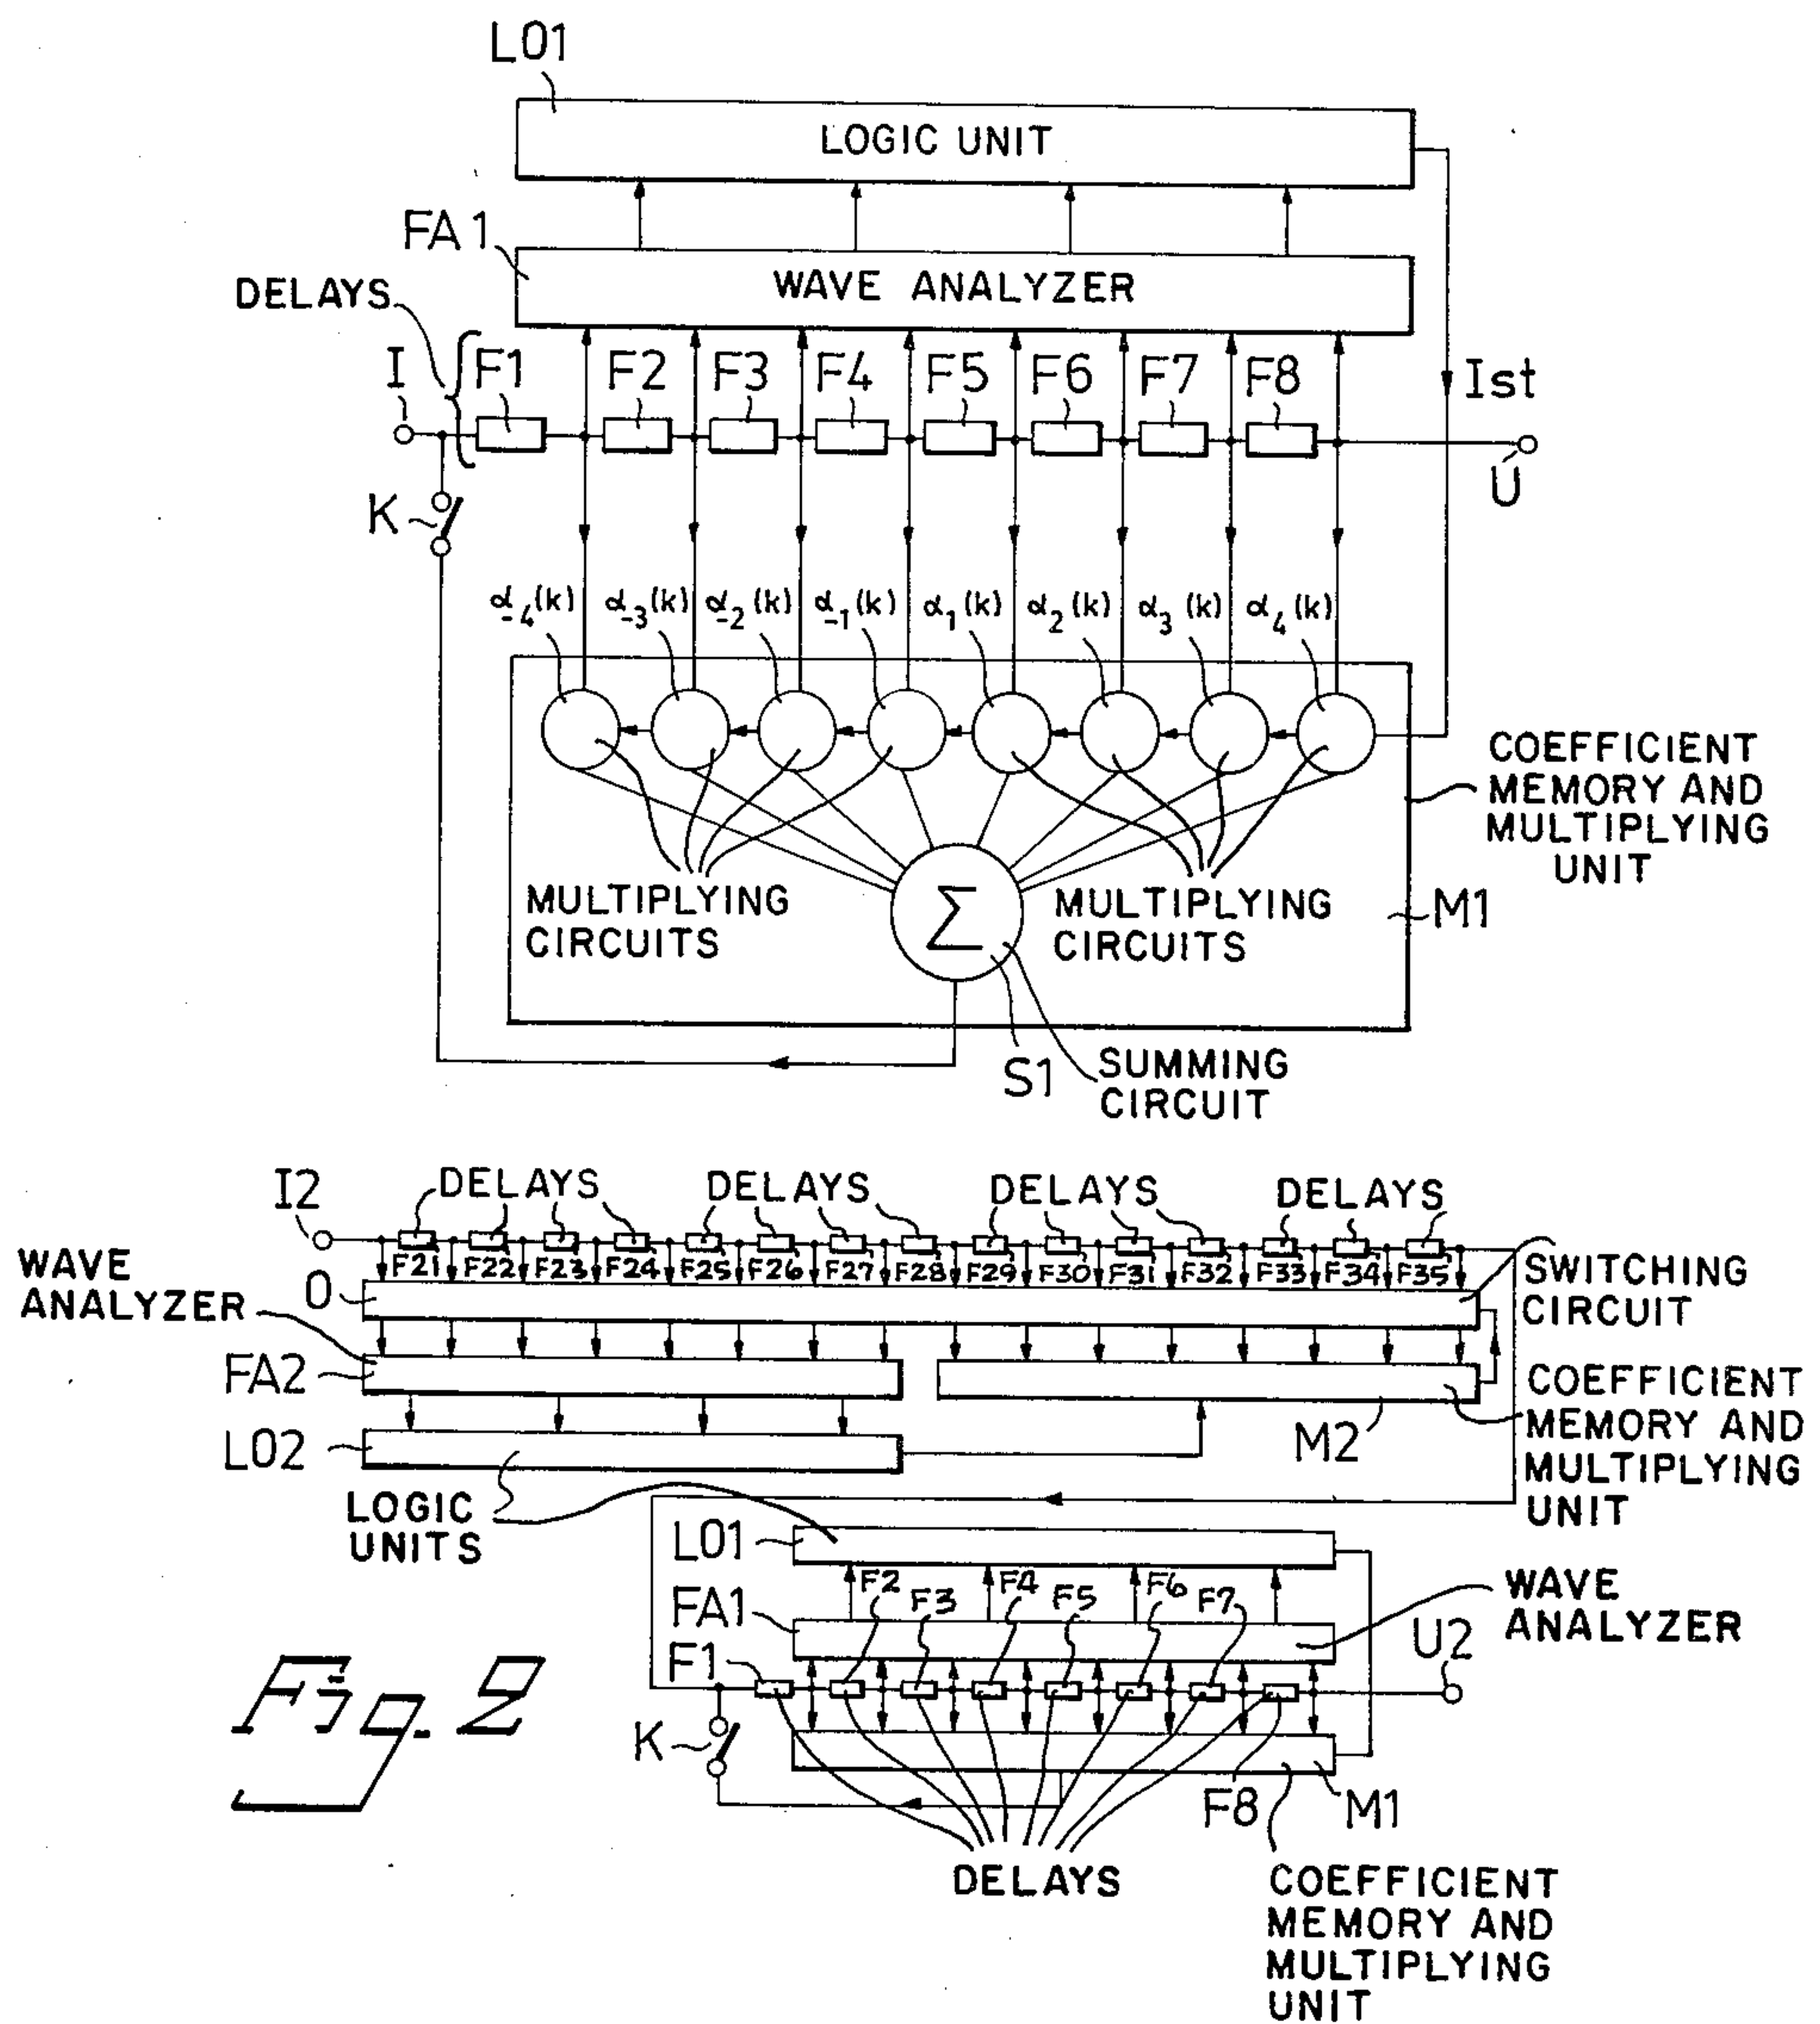 LO1
LOGIC UNIT
FA1
WAVE ANALYZER
DELAYS
I
F1
F2
F3
F4
F5
F6
F7
F8
Ist
U
K
α-4(k)
α-3(k)
α-2(k)
α-1(k)
α1(k)
α2(k)
α3(k)
α4(k)
COEFFICIENT
MEMORY AND
MULTIPLYING
UNIT
MULTIPLYING
CIRCUITS
Σ
MULTIPLYING
CIRCUITS
M1
S1
SUMMING
CIRCUIT
I2
DELAYS
DELAYS
DELAYS
DELAYS
F21
F22
F23
F24
F25
F26
F27
F28
F29
F30
F31
F32
F33
F34
F35
WAVE
ANALYZER
O
SWITCHING
CIRCUIT
FA2
COEFFICIENT
MEMORY AND
MULTIPLYING
UNIT
M2
LO2
LOGIC
UNITS
LO1
F2
F4
F6
FA1
F3
F5
F7
WAVE
ANALYZER
F1
U2
K
F8
M1
DELAYS
COEFFICIENT
MEMORY AND
MULTIPLYING
UNIT
Fig. 2